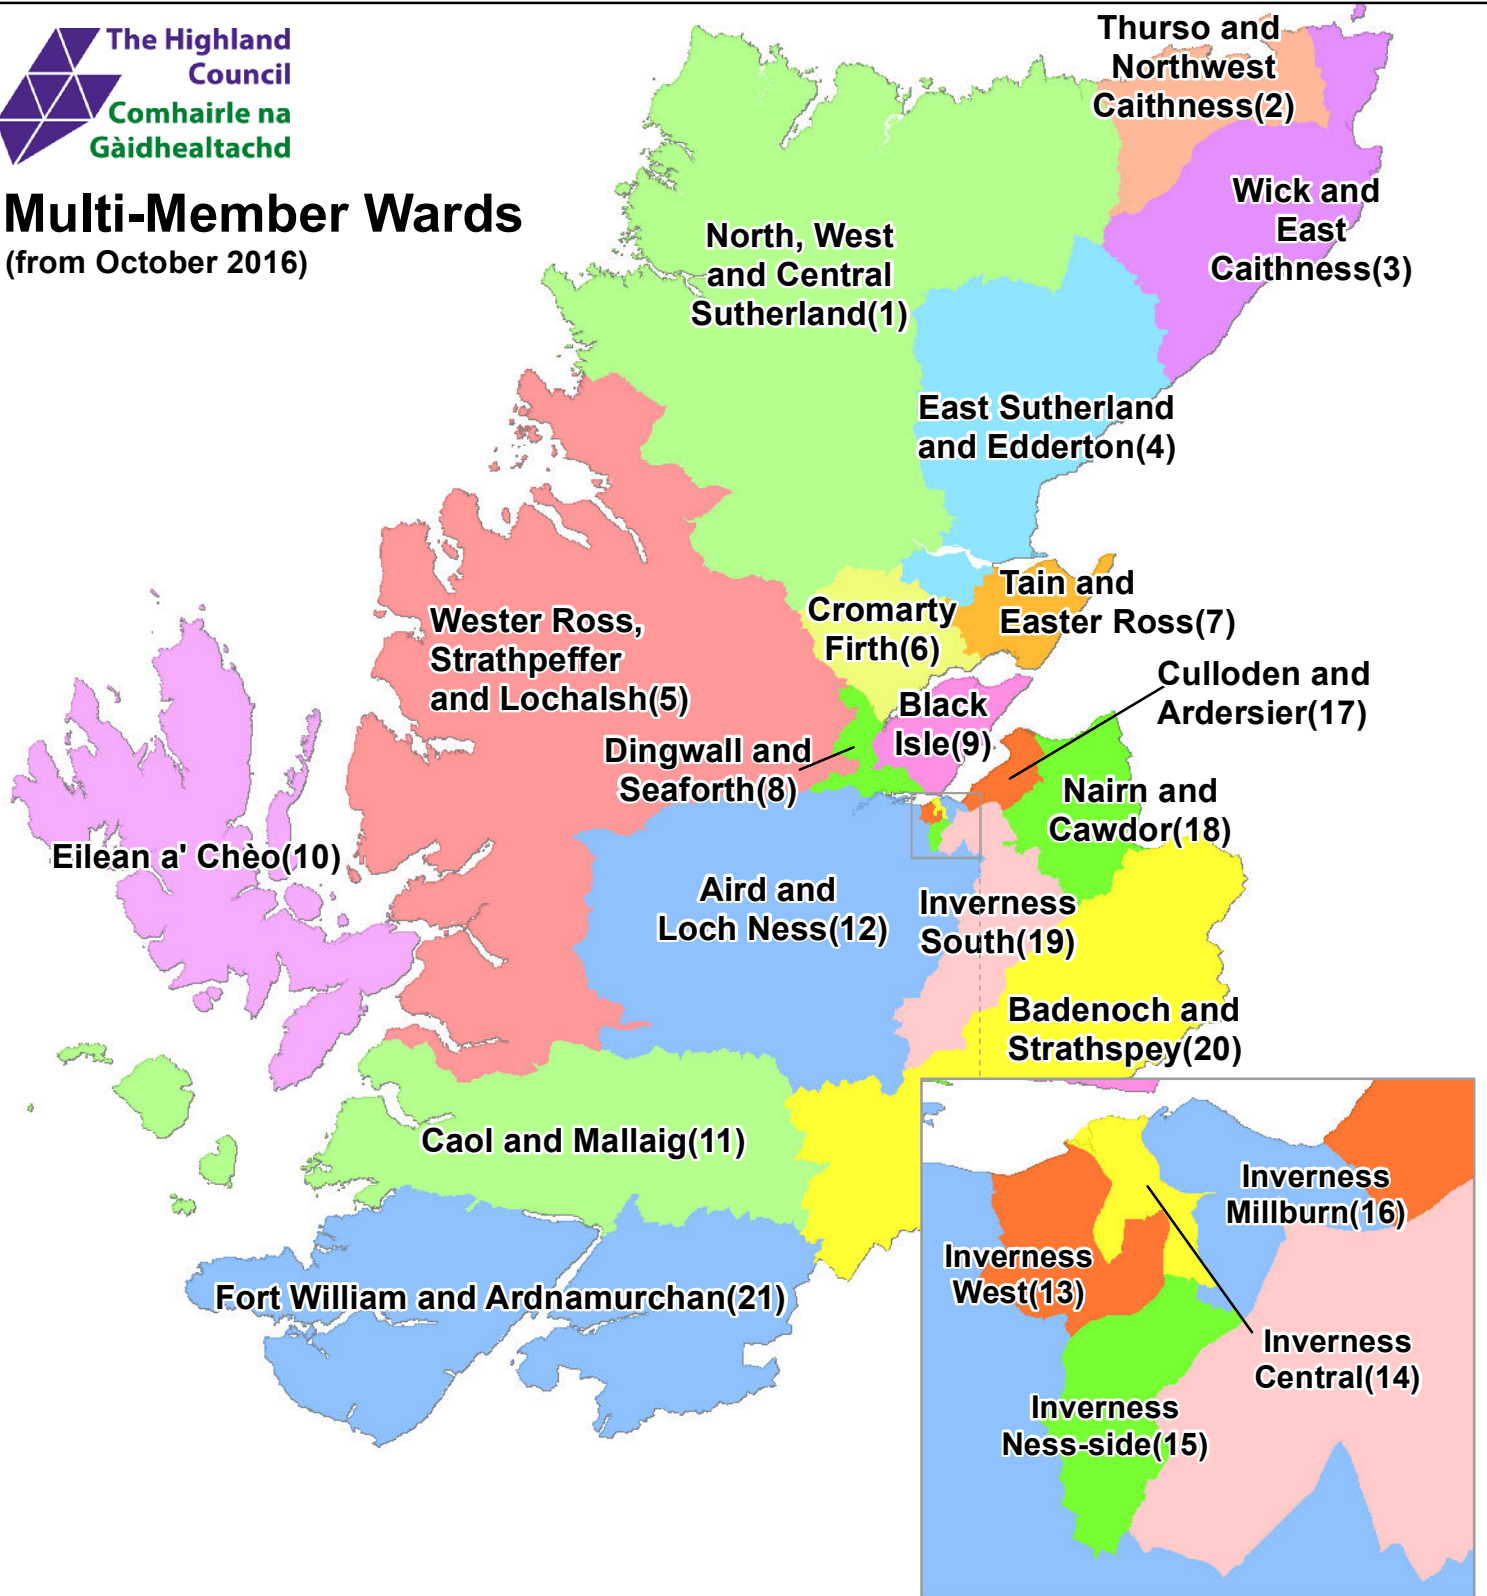 The Highland
Council
Comhairle na
Gàidhealtachd
Multi-Member Wards
(from October 2016)
Thurso and
Northwest
Caithness(2)
Wick and
East
Caithness(3)
North, West
and Central
Sutherland(1)
East Sutherland
and Edderton(4)
Wester Ross,
Strathpeffer
and Lochalsh(5)
Cromarty
Firth(6)
Tain and
Easter Ross(7)
Culloden and
Ardersier(17)
Dingwall and
Seaforth(8)
Black
Isle(9)
Nairn and
Cawdor(18)
Eilean a' Chèo(10)
Aird and
Loch Ness(12)
Inverness
South(19)
Badenoch and
Strathspey(20)
Caol and Mallaig(11)
Fort William and Ardnamurchan(21)
Inverness
Millburn(16)
Inverness
West(13)
Inverness
Central(14)
Inverness
Ness-side(15)